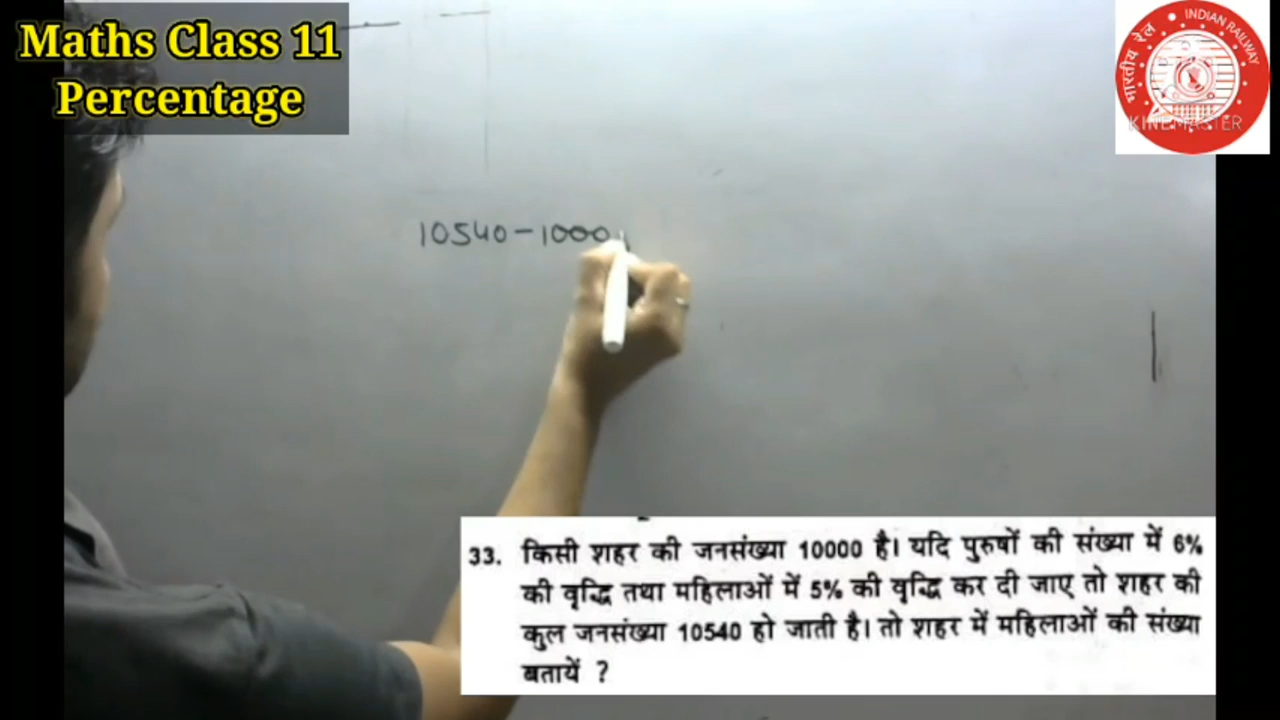 Maths Class 11
Percentage
भारतीय रेल INDIAN RAILWAY
KINEMASTER
10540-1000
33. किसी शहर की जनसंख्या 10000 है। यदि पुरुषों की संख्या में 6%
की वृद्धि तथा महिलाओं में 5% की वृद्धि कर दी जाए तो शहर की
कुल जनसंख्या 10540 हो जाती है। तो शहर में महिलाओं की संख्या
बतायें ?